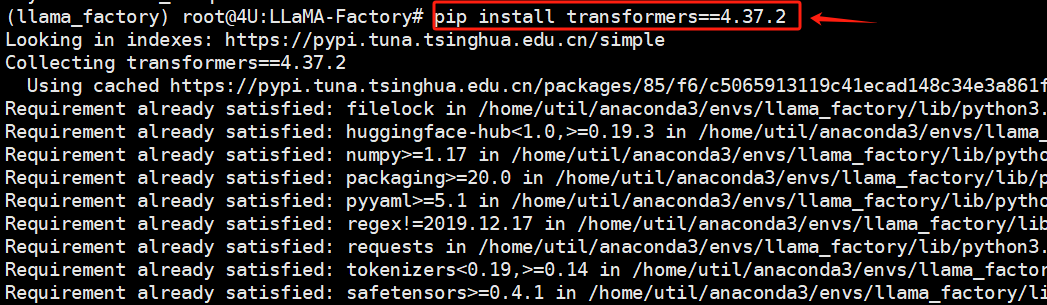 (llama_factory) root@4U:LLaMA-Factory# pip install transformers==4.37.2
Looking in indexes: https://pypi.tuna.tsinghua.edu.cn/simple
Collecting transformers==4.37.2
Using cached https://pypi.tuna.tsinghua.edu.cn/packages/85/f6/c5065913119c41ecad148c34e3a861f
Requirement already satisfied: filelock in /home/util/anaconda3/envs/llama_factory/lib/python3.
Requirement already satisfied: huggingface-hub<1.0,>=0.19.3 in /home/util/anaconda3/envs/llama_
Requirement already satisfied: numpy>=1.17 in /home/util/anaconda3/envs/llama_factory/lib/pytho
Requirement already satisfied: packaging>=20.0 in /home/util/anaconda3/envs/llama_factory/lib/p
Requirement already satisfied: pyyaml>=5.1 in /home/util/anaconda3/envs/llama_factory/lib/pytho
Requirement already satisfied: regex!=2019.12.17 in /home/util/anaconda3/envs/llama_factory/lib
Requirement already satisfied: requests in /home/util/anaconda3/envs/llama_factory/lib/python3.
Requirement already satisfied: tokenizers<0.19,>=0.14 in /home/util/anaconda3/envs/llama_factor
Requirement already satisfied: safetensors>=0.4.1 in /home/util/anaconda3/envs/llama_factory/li